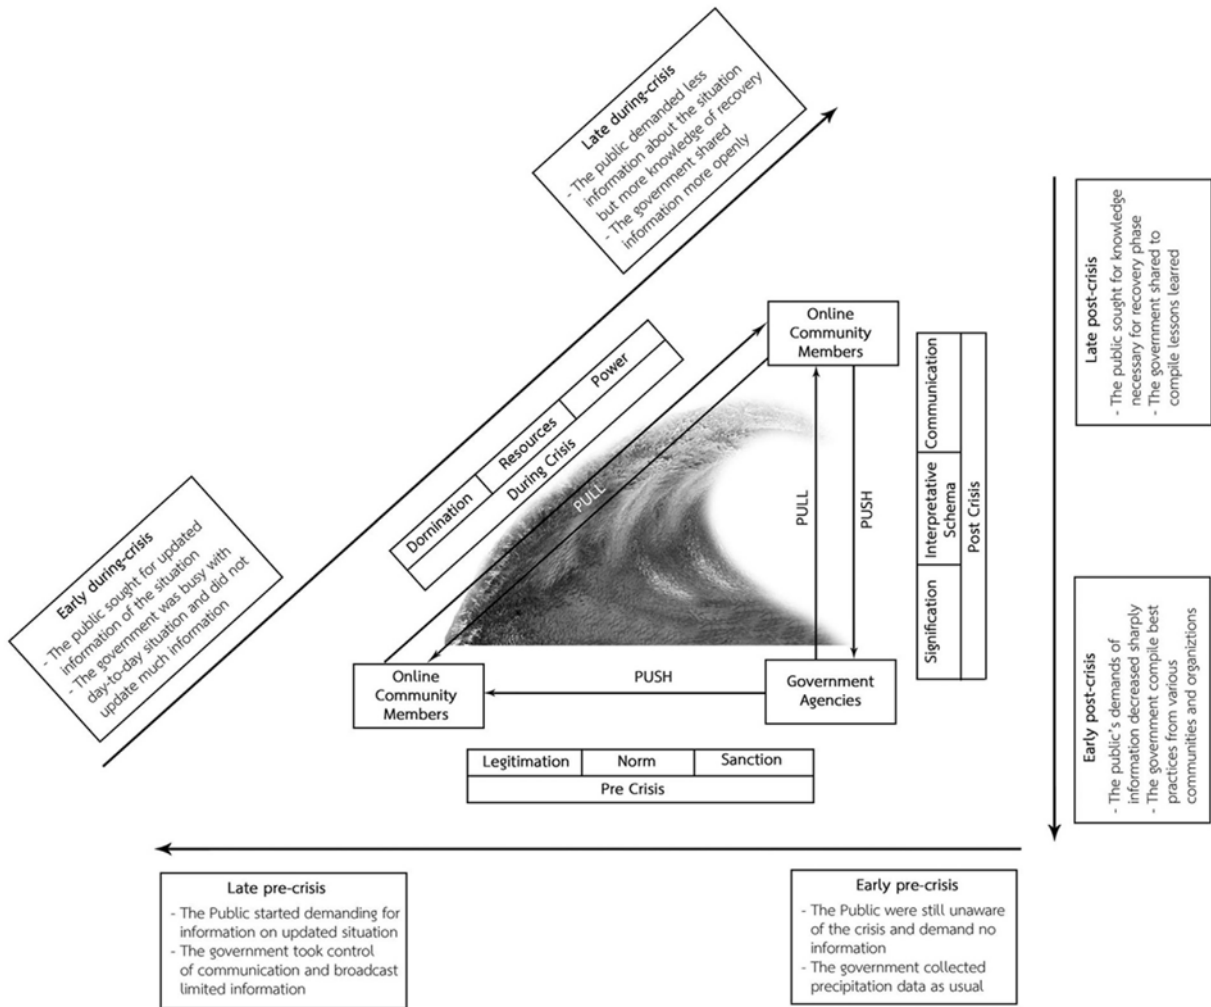 Late during-crisis
- The public demanded less
information about the situation
but more knowledge of recovery
- The government shared
information more openly
Late post-crisis
- The public sought for knowledge
necessary for recovery phase
- The government shared to
compile lessons learred
Online
Community
Members
Power
Resources
Dornination
During Crisis
PULL
PULL
PUSH
Communication
Interpretative
Schema
Signification
Post Crisis
Early during-crisis
- The public sought for updated
information of the situation
- The government was busy with
day-to-day situation and did not
update much information
Online
Community
Members
PUSH
Government
Agencies
Early post-crisis
- The public's demands of
information decreased sharply
- The government compile best
practices from various
communities and organiztions
Legitimation
Norm
Sanction
Pre Crisis
Late pre-crisis
- The Public started demanding for
information on updated situation
- The government took control
of communication and broadcast
limited information
Early pre-crisis
- The Public were still unaware
of the crisis and demand no
information
- The government collected
precipitation data as usual